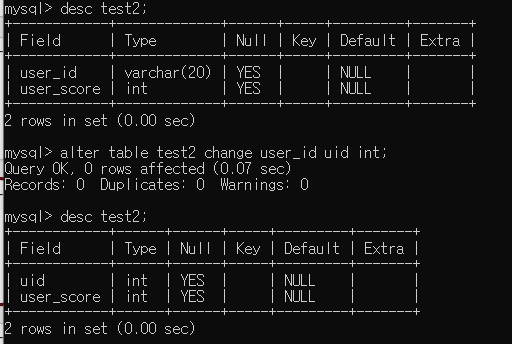 mysql> desc test2;
+------------+-------------+------+-----+---------+-------+
| Field      | Type        | Null | Key | Default | Extra |
+------------+-------------+------+-----+---------+-------+
| user_id    | varchar(20) | YES  |     | NULL    |       |
| user_score | int         | YES  |     | NULL    |       |
+------------+-------------+------+-----+---------+-------+
2 rows in set (0.00 sec)
mysql> alter table test2 change user_id uid int;
Query OK, 0 rows affected (0.07 sec)
Records: 0  Duplicates: 0  Warnings: 0
mysql> desc test2;
+------------+------+------+-----+---------+-------+
| Field      | Type | Null | Key | Default | Extra |
+------------+------+------+-----+---------+-------+
| uid        | int  | YES  |     | NULL    |       |
| user_score | int  | YES  |     | NULL    |       |
+------------+------+------+-----+---------+-------+
2 rows in set (0.00 sec)